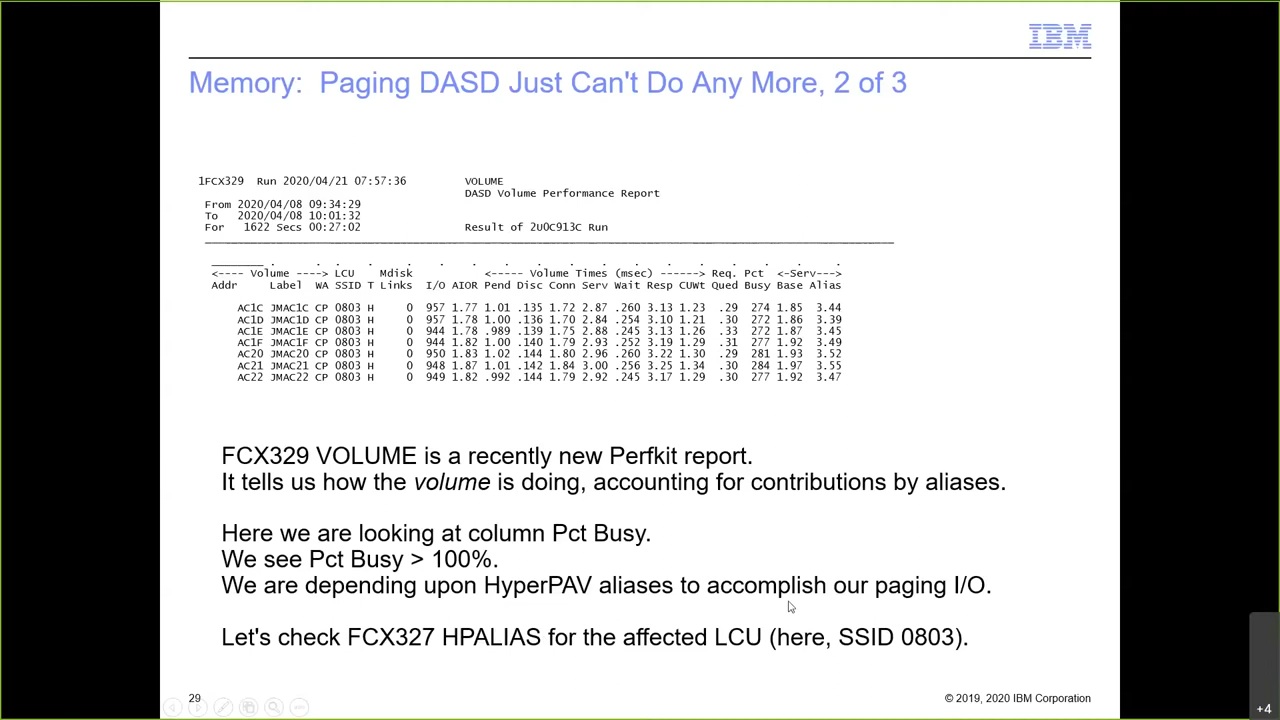 IBM
Memory: Paging DASD Just Can't Do Any More, 2 of 3
1FCX329 Run 2020/04/21 07:57:36 VOLUME
DASD Volume Performance Report
From 2020/04/08 09:34:29
To 2020/04/08 10:01:32
For 1622 Secs 00:27:02 Result of 2U0C913C Run
<---- Volume ----> LCU Mdisk <----- Volume Times (msec) ------> Req. Pct <-Serv--->
Addr Label WA SSID T Links I/O AIOR Pend Disc Conn Serv Wait Resp CUWt Qued Busy Base Alias
AC1C JMAC1C CP 0803 H 0 957 1.77 1.01 .135 1.72 2.87 .260 3.13 1.23 .29 274 1.85 3.44
AC1D JMAC1D CP 0803 H 0 957 1.78 1.00 .136 1.70 2.84 .254 3.10 1.21 .30 272 1.86 3.39
AC1E JMAC1E CP 0803 H 0 944 1.78 .989 .139 1.75 2.88 .245 3.13 1.26 .33 272 1.87 3.45
AC1F JMAC1F CP 0803 H 0 944 1.82 1.00 .140 1.79 2.93 .252 3.19 1.29 .31 277 1.92 3.49
AC20 JMAC20 CP 0803 H 0 950 1.83 1.02 .144 1.80 2.96 .260 3.22 1.30 .29 281 1.93 3.52
AC21 JMAC21 CP 0803 H 0 948 1.87 1.01 .142 1.84 3.00 .256 3.25 1.34 .30 284 1.97 3.55
AC22 JMAC22 CP 0803 H 0 949 1.82 .992 .144 1.79 2.92 .245 3.17 1.29 .30 277 1.92 3.47
FCX329 VOLUME is a recently new Perfkit report.
It tells us how the volume is doing, accounting for contributions by aliases.
Here we are looking at column Pct Busy.
We see Pct Busy > 100%.
We are depending upon HyperPAV aliases to accomplish our paging I/O.
Let's check FCX327 HPALIAS for the affected LCU (here, SSID 0803).
29
© 2019, 2020 IBM Corporation
+4